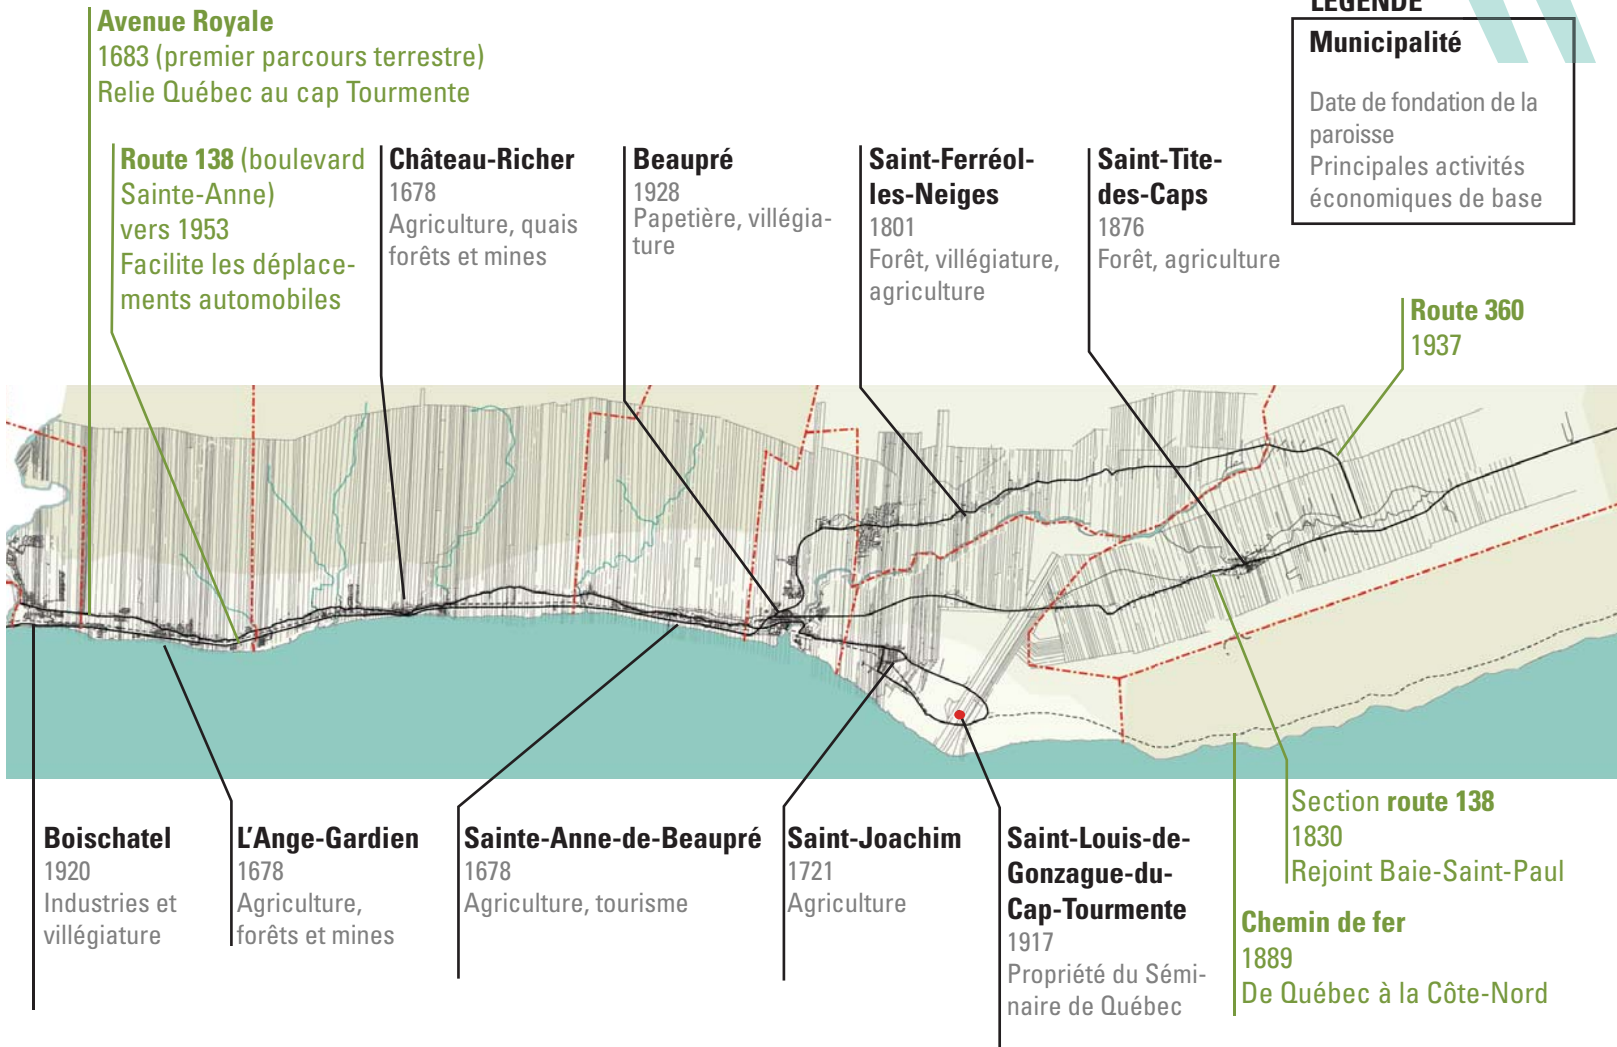 Avenue Royale
1683 (premier parcours terrestre)
Relie Québec au cap Tourmente
LÉGENDE
Municipalité
Date de fondation de la
paroisse
Principales activités
économiques de base
Route 138 (boulevard
Sainte-Anne)
vers 1953
Facilite les déplace-
ments automobiles
Château-Richer
1678
Agriculture, quais
forêts et mines
Beaupré
1928
Papetière, villégia-
ture
Saint-Ferréol-
les-Neiges
1801
Forêt, villégiature,
agriculture
Saint-Tite-
des-Caps
1876
Forêt, agriculture
Route 360
1937
Boischatel
1920
Industries et
villégiature
L'Ange-Gardien
1678
Agriculture,
forêts et mines
Sainte-Anne-de-Beaupré
1678
Agriculture, tourisme
Saint-Joachim
1721
Agriculture
Saint-Louis-de-
Gonzague-du-
Cap-Tourmente
1917
Propriété du Sémi-
naire de Québec
Section route 138
1830
Rejoint Baie-Saint-Paul
Chemin de fer
1889
De Québec à la Côte-Nord